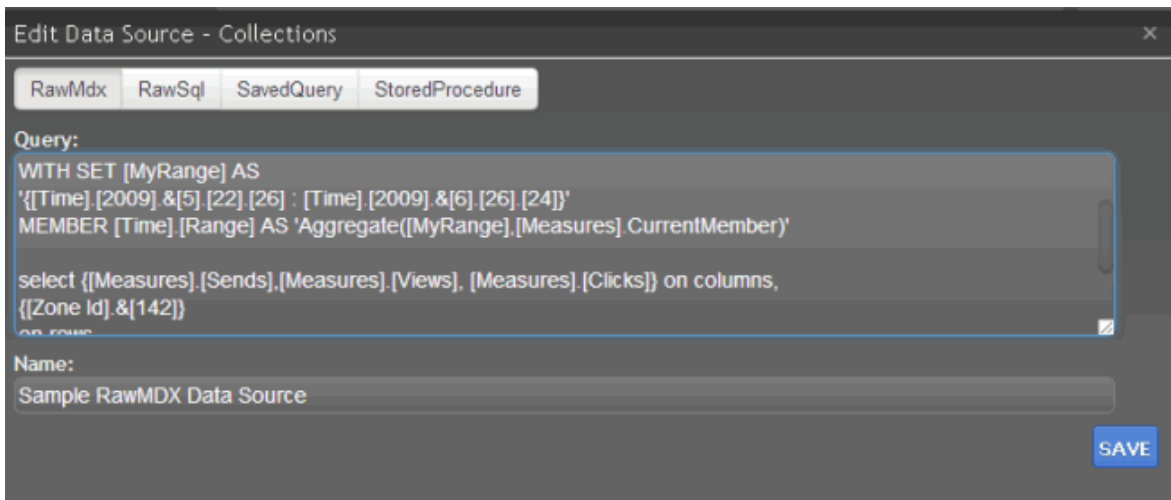 Edit Data Source - Collections
RawMdx RawSql SavedQuery StoredProcedure
Query:
WITH SET [MyRange] AS
'{[Time].[2009].&[5].[22].[26] : [Time].[2009].&[6].[26].[24]}'
MEMBER [Time].[Range] AS 'Aggregate([MyRange],[Measures].CurrentMember)'
select {[Measures].[Sends],[Measures].[Views], [Measures].[Clicks]} on columns,
{[Zone Id].&[142]}
on rows
Name:
Sample RawMDX Data Source
SAVE